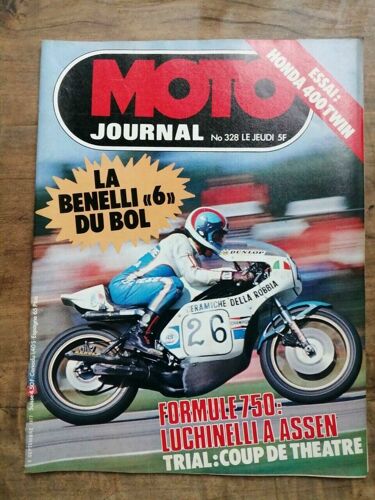 MOTO
JOURNAL
No 328 LE JEUDI 5F
ESSAI:
HONDA 400 TWIN
LA
BENELLI «6»
DU BOL
DUNLOP
CERAMICHE DELLA ROBBIA
26
FORMULE 750:
LUCHINELLI A ASSEN
TRIAL: COUP DE THEATRE